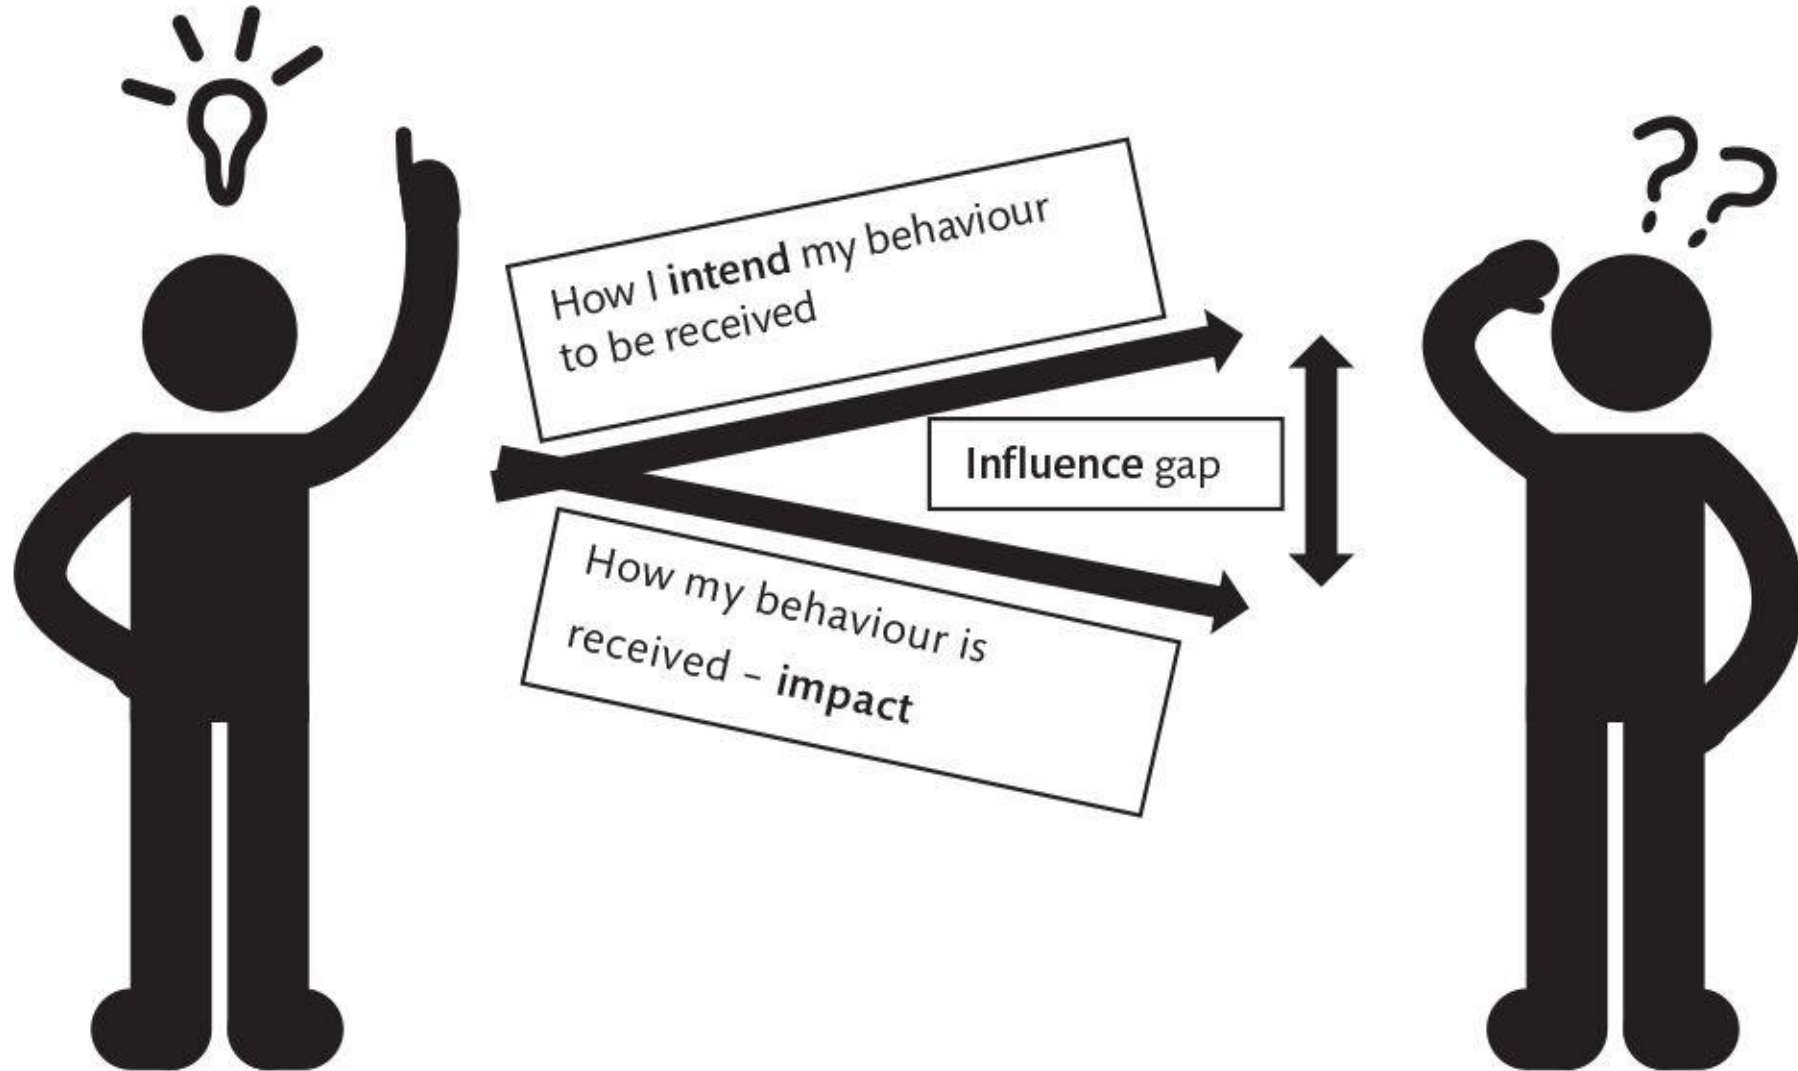 How I intend my behaviour
to be received
Influence gap
How my behaviour is
received – impact
??